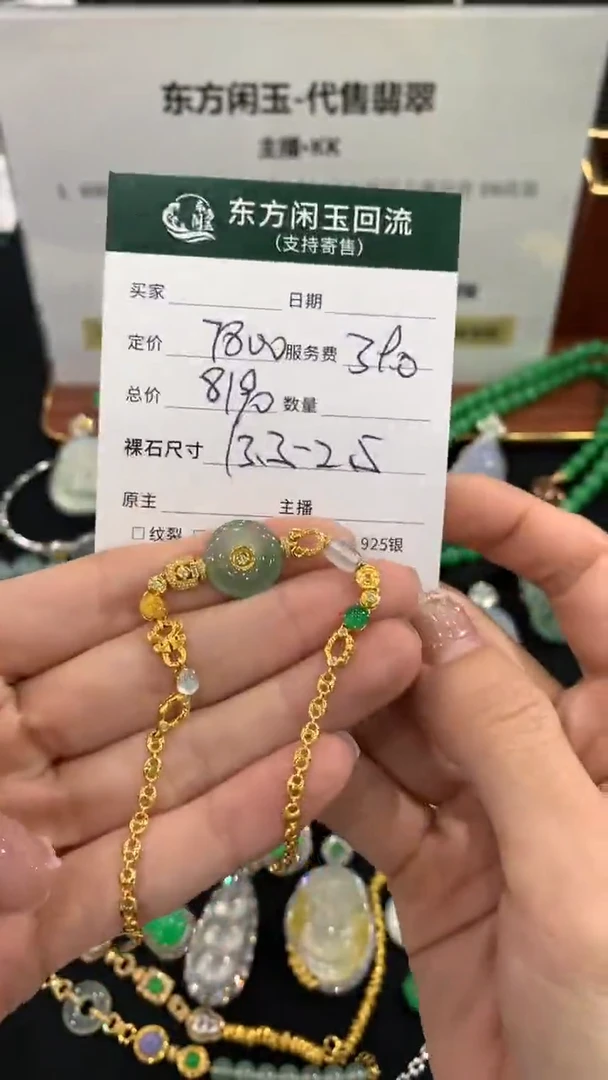 东方闲玉-代售翡翠
主播·KK
东方闲玉回流
(支持寄售)
买家 日期
定价 7800 服务费 390
总价 8190 数量
裸石尺寸 13.3-2.5
原主 主播
纹裂 925银